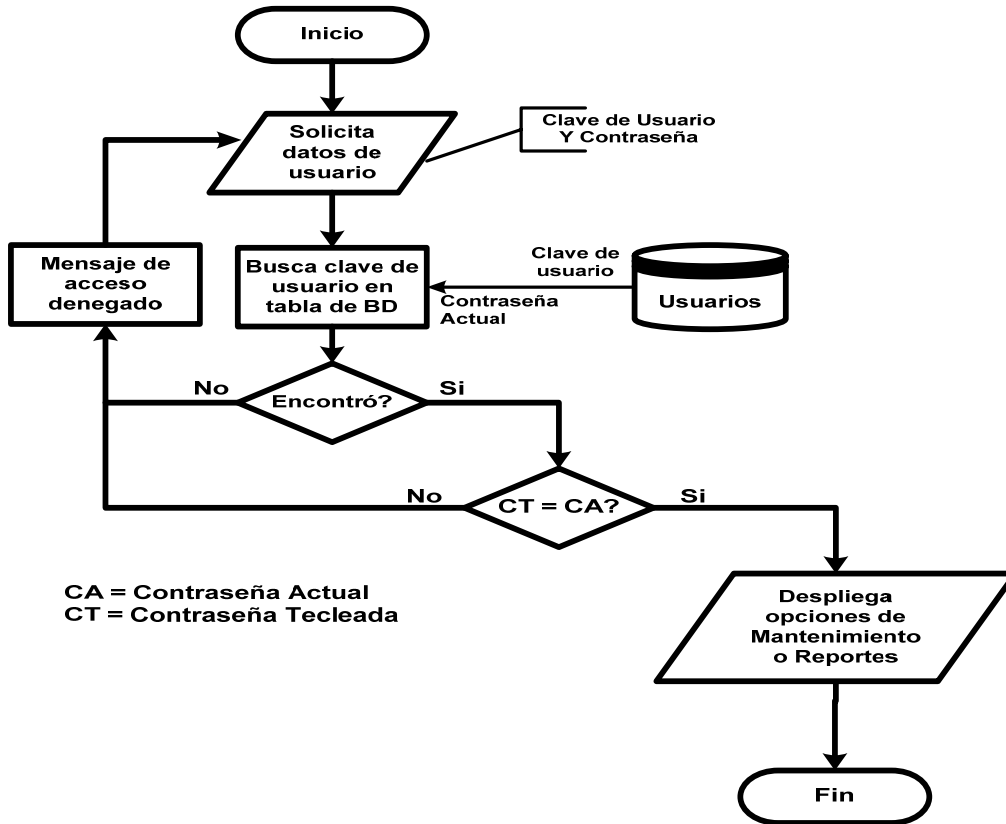 Inicio
Solicita
datos de
usuario
Clave de Usuario
Y Contraseña
Mensaje de
acceso
denegado
Busca clave de
usuario en
tabla de BD
Clave de
usuario
Contraseña
Actual
Usuarios
No
Encontró?
Si
No
CT = CA?
Si
CA = Contraseña Actual
CT = Contraseña Tecleada
Despliega
opciones de
Mantenimiento
o Reportes
Fin